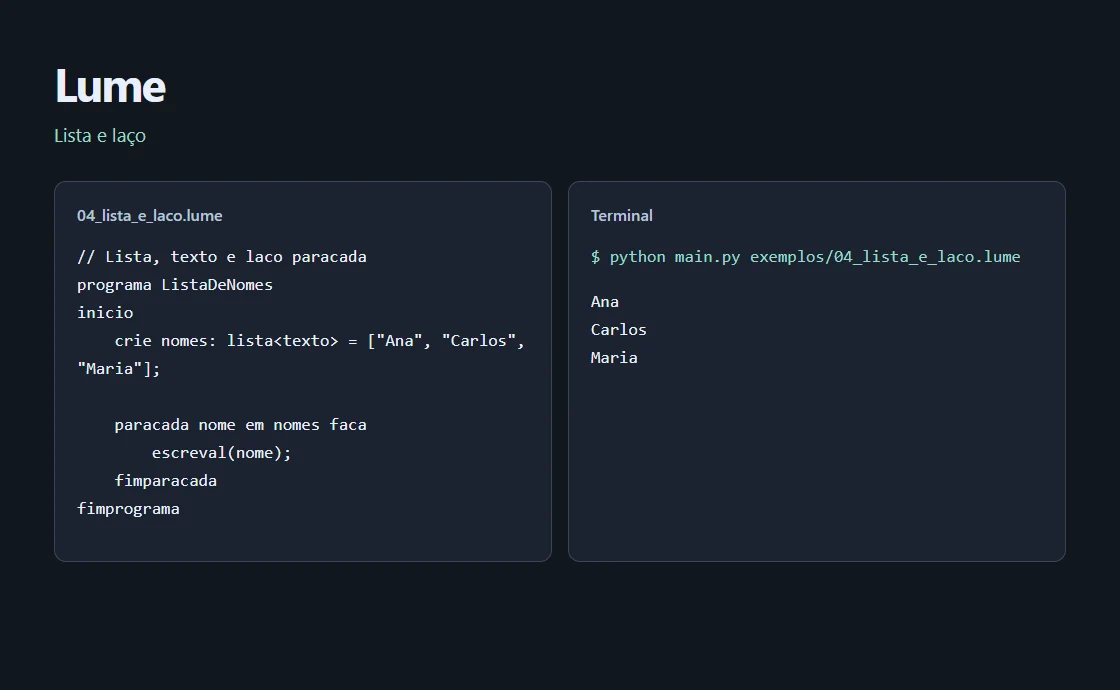 Lume
Lista e laço
04_lista_e_laco.lume
// Lista, texto e laco paracada
programa ListaDeNomes
inicio
    crie nomes: lista<texto> = ["Ana", "Carlos",
"Maria"];
    paracada nome em nomes faca
        escreval(nome);
    fimparacada
fimprograma
Terminal
$ python main.py exemplos/04_lista_e_laco.lume
Ana
Carlos
Maria